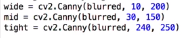 wide = cv2.Canny(blurred, 10, 200)
mid = cv2.Canny(blurred, 30, 150)
tight = cv2.Canny(blurred, 240, 250)